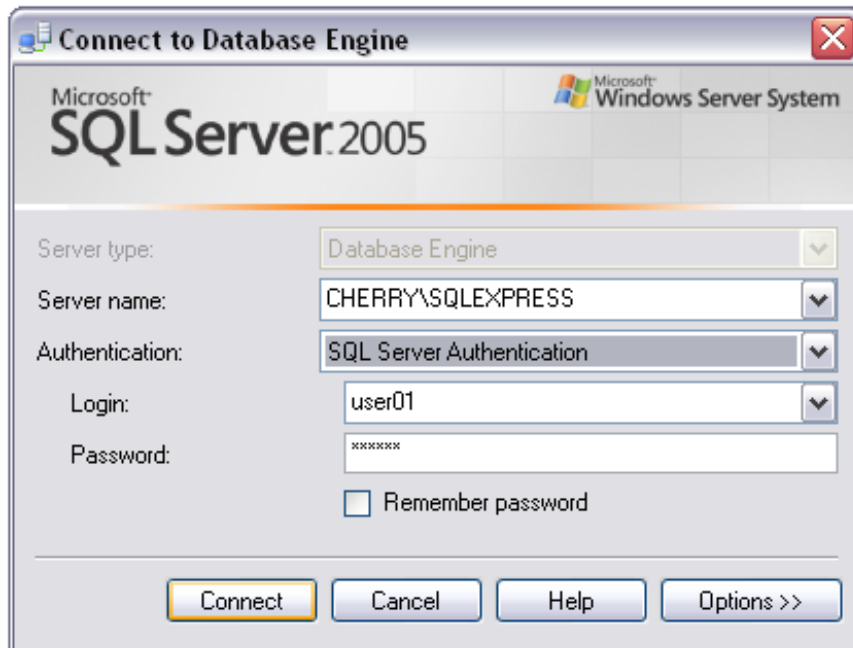 Connect to Database Engine
Microsoft
SQL Server 2005
Microsoft
Windows Server System
Server type: Database Engine
Server name: CHERRY\SQLEXPRESS
Authentication: SQL Server Authentication
Login: user01
Password: ******
Remember password
Connect Cancel Help Options >>